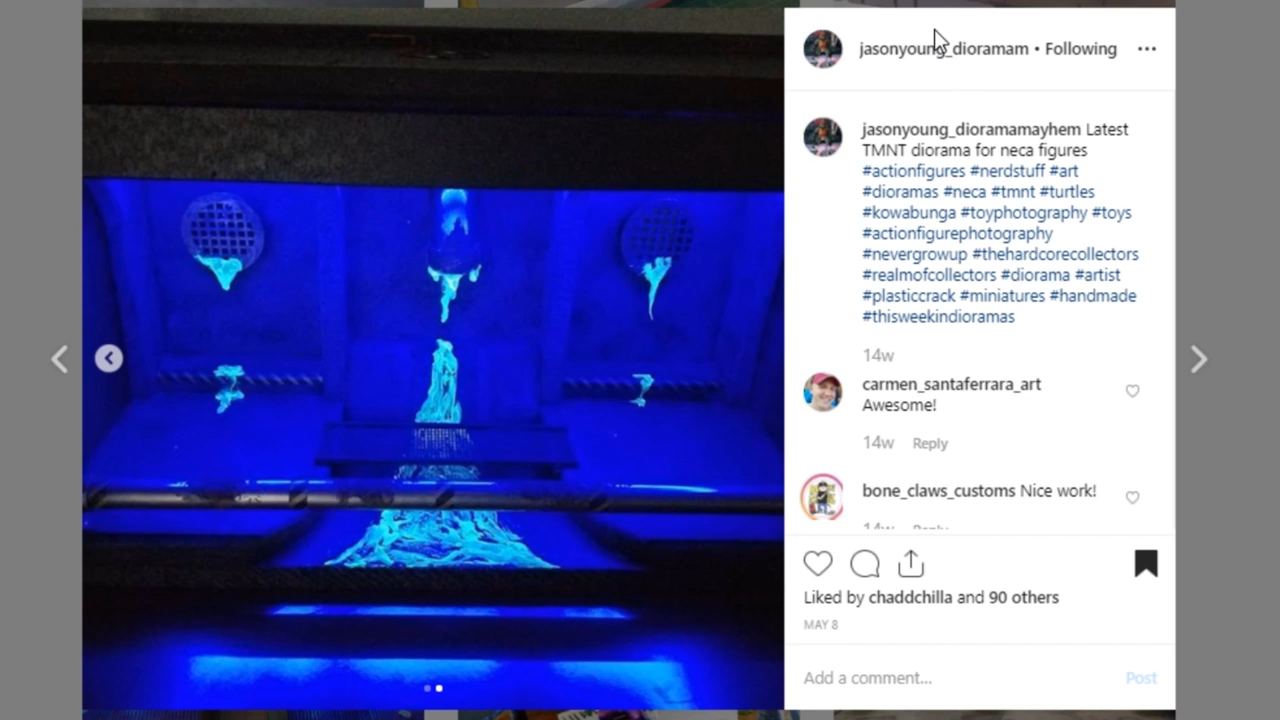 jasonyoung_dioramam • Following
jasonyoung_dioramamayhem Latest
TMNT diorama for neca figures
#actionfigures #nerdstuff #art
#dioramas #neca #tmnt #turtles
#kowabunga #toyphotography #toys
#actionfigurephotography
#nevergrowup #thehardcorecollectors
#realmofcollectors #diorama #artist
#plasticcrack #miniatures #handmade
#thisweekindioramas
14w
carmen_santaferrara_art
Awesome!
14w Reply
bone_claws_customs Nice work!
14w Reply
Liked by chaddchilla and 90 others
MAY 8
Add a comment... Post